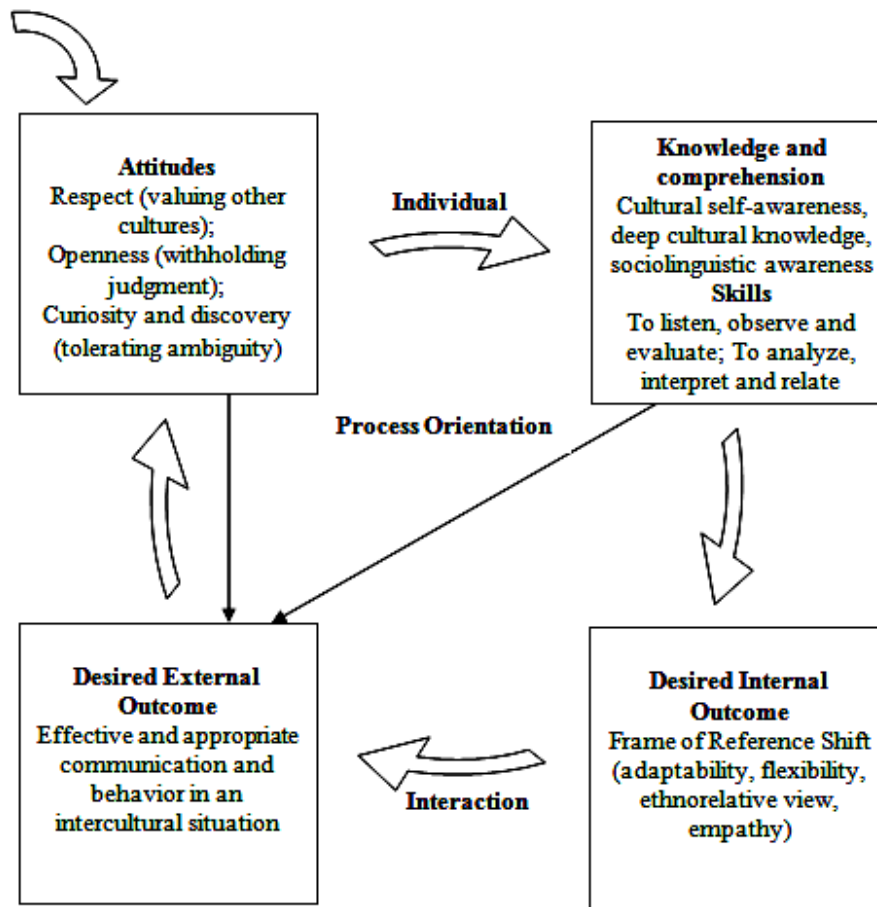 Attitudes
Respect (valuing other
cultures);
Openness (withholding
judgment);
Curiosity and discovery
(tolerating ambiguity)
Individual
Knowledge and
comprehension
Cultural self-awareness,
deep cultural knowledge,
sociolinguistic awareness
Skills
To listen, observe and
evaluate; To analyze,
interpret and relate
Process Orientation
Desired External
Outcome
Effective and appropriate
communication and
behavior in an
intercultural situation
Interaction
Desired Internal
Outcome
Frame of Reference Shift
(adaptability, flexibility,
ethnorelative view,
empathy)